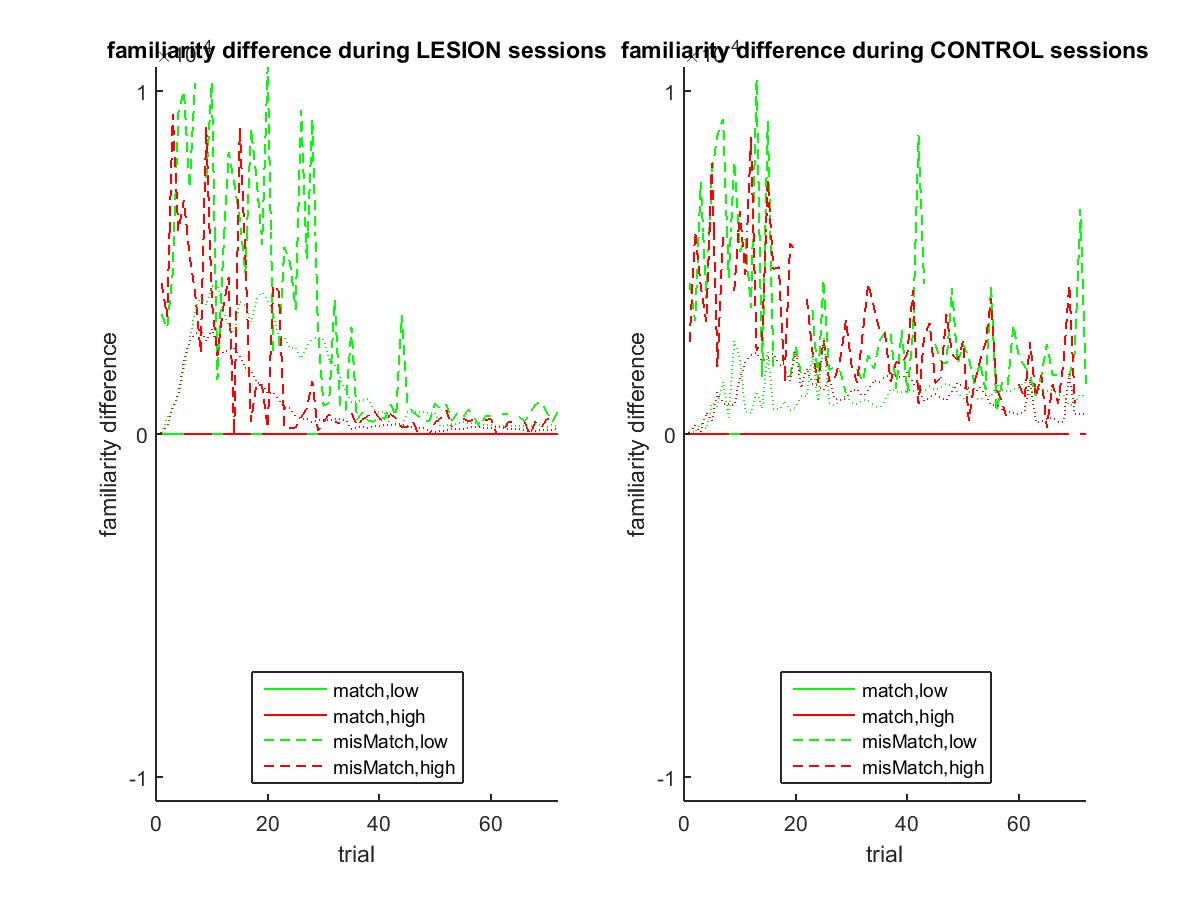 familiarity difference during LESION sessions
familiarity difference during CONTROL sessions
1
0
-1
familiarity difference
0 20 40 60
trial
match,low
match,high
misMatch,low
misMatch,high
1
0
-1
familiarity difference
0 20 40 60
trial
match,low
match,high
misMatch,low
misMatch,high